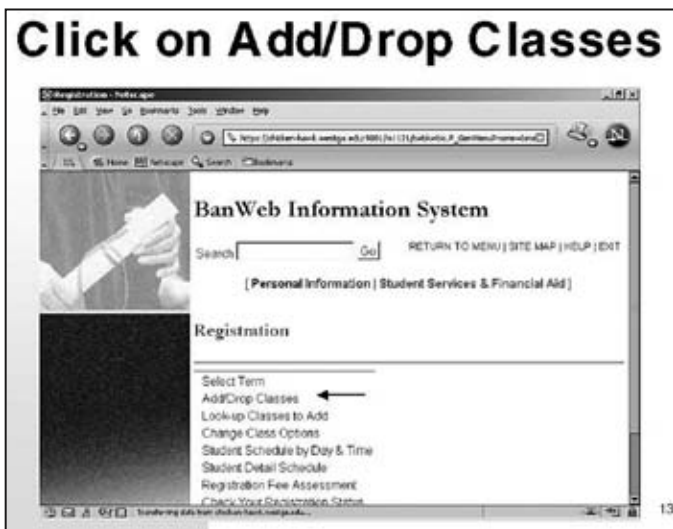 Click on Add/Drop Classes
Registration - Netscape
File Edit View Go Bookmarks Tools Window Help
Home Netscape Search Bookmarks
BanWeb Information System
Search Go RETURN TO MENU | SITE MAP | HELP | EXIT
[ Personal Information | Student Services & Financial Aid ]
Registration
Select Term
Add/Drop Classes
Look-up Classes to Add
Change Class Options
Student Schedule by Day & Time
Student Detail Schedule
Registration Fee Assessment
Check Your Registration Status
Transferring data from
13